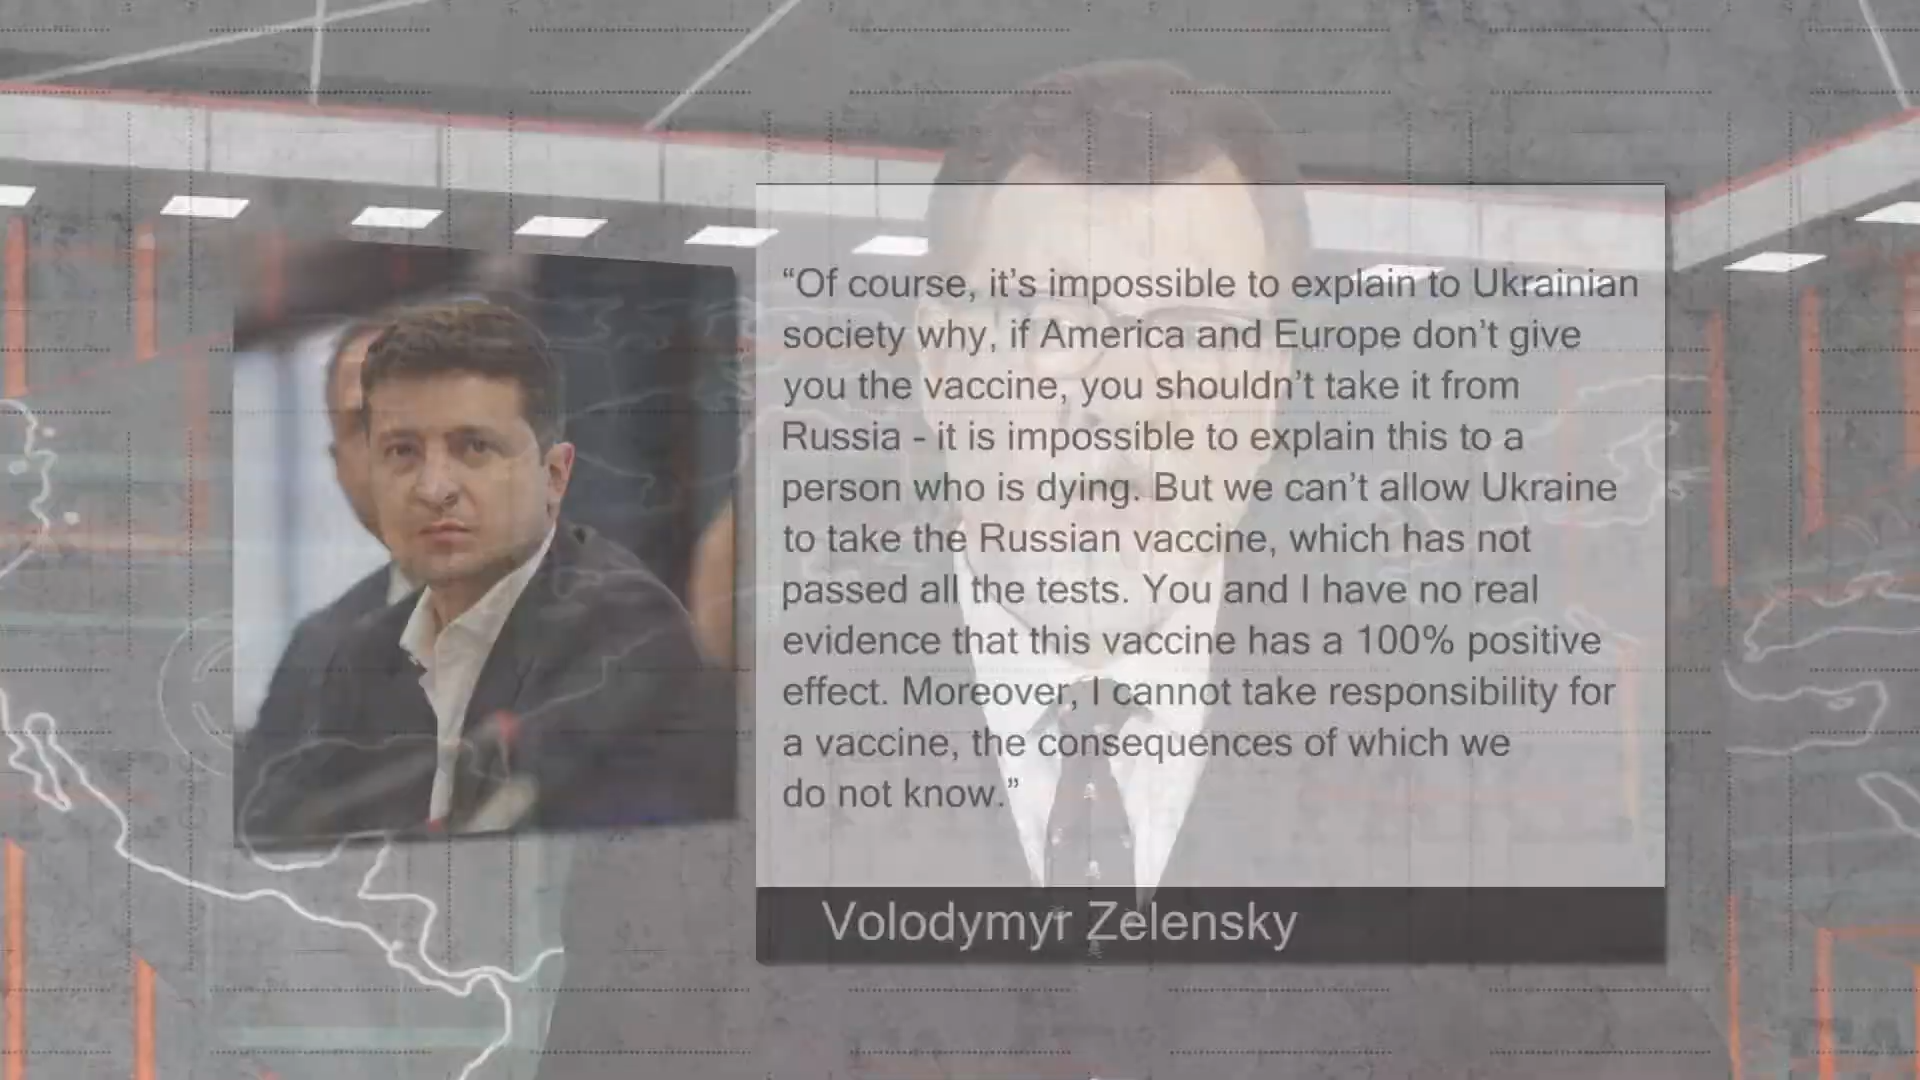 “Of course, it’s impossible to explain to Ukrainian
society why, if America and Europe don’t give
you the vaccine, you shouldn’t take it from
Russia - it is impossible to explain this to a
person who is dying. But we can’t allow Ukraine
to take the Russian vaccine, which has not
passed all the tests. You and I have no real
evidence that this vaccine has a 100% positive
effect. Moreover, I cannot take responsibility for
a vaccine, the consequences of which we
do not know.”
Volodymyr Zelensky